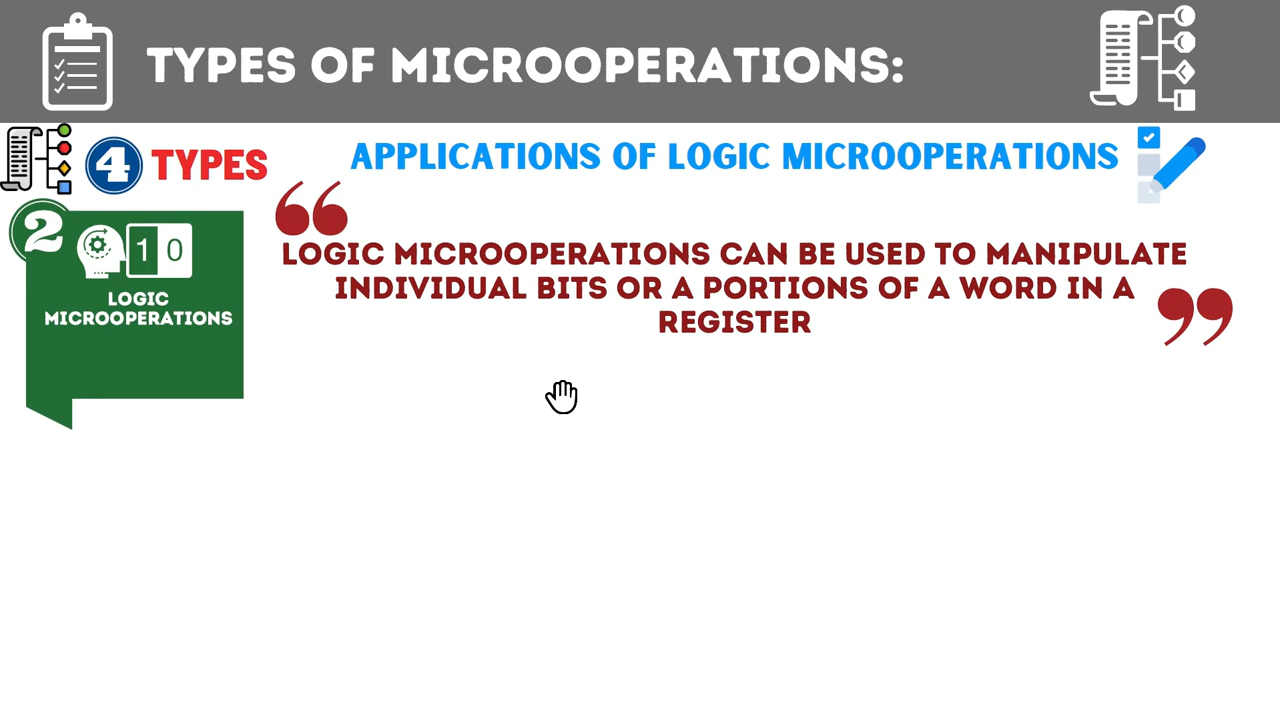 TYPES OF MICROOPERATIONS:
4 TYPES
APPLICATIONS OF LOGIC MICROOPERATIONS
2
1 0
LOGIC
MICROOPERATIONS
“
LOGIC MICROOPERATIONS CAN BE USED TO MANIPULATE
INDIVIDUAL BITS OR A PORTIONS OF A WORD IN A
REGISTER
”